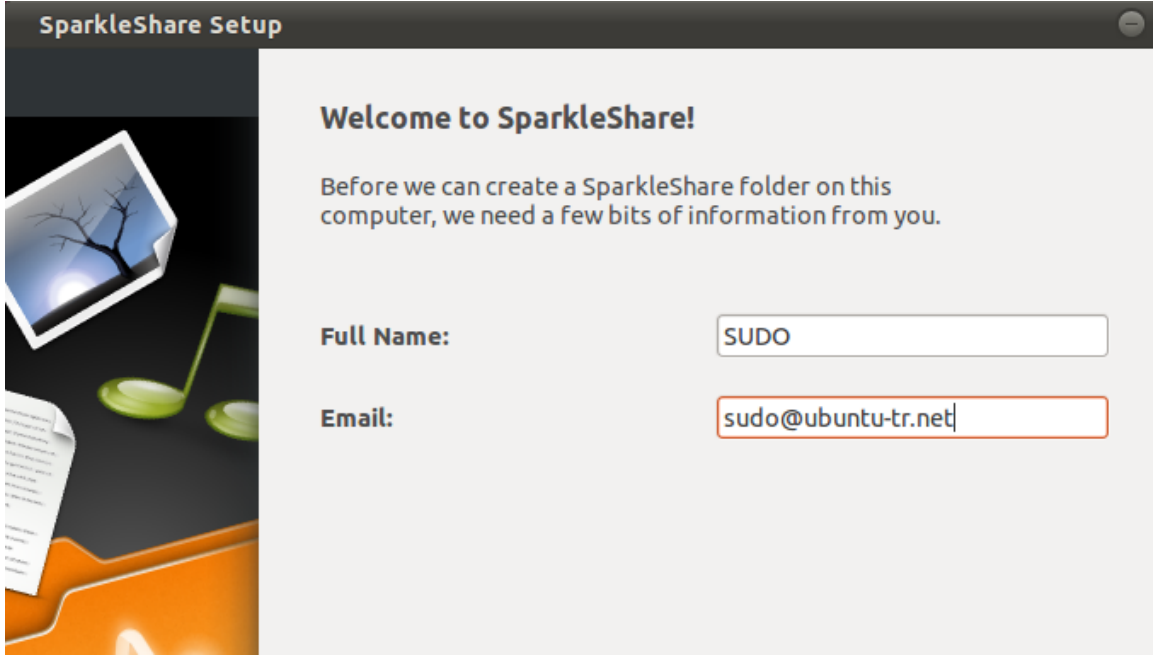 SparkleShare Setup
Welcome to SparkleShare!
Before we can create a SparkleShare folder on this
computer, we need a few bits of information from you.
Full Name: SUDO
Email: sudo@ubuntu-tr.net